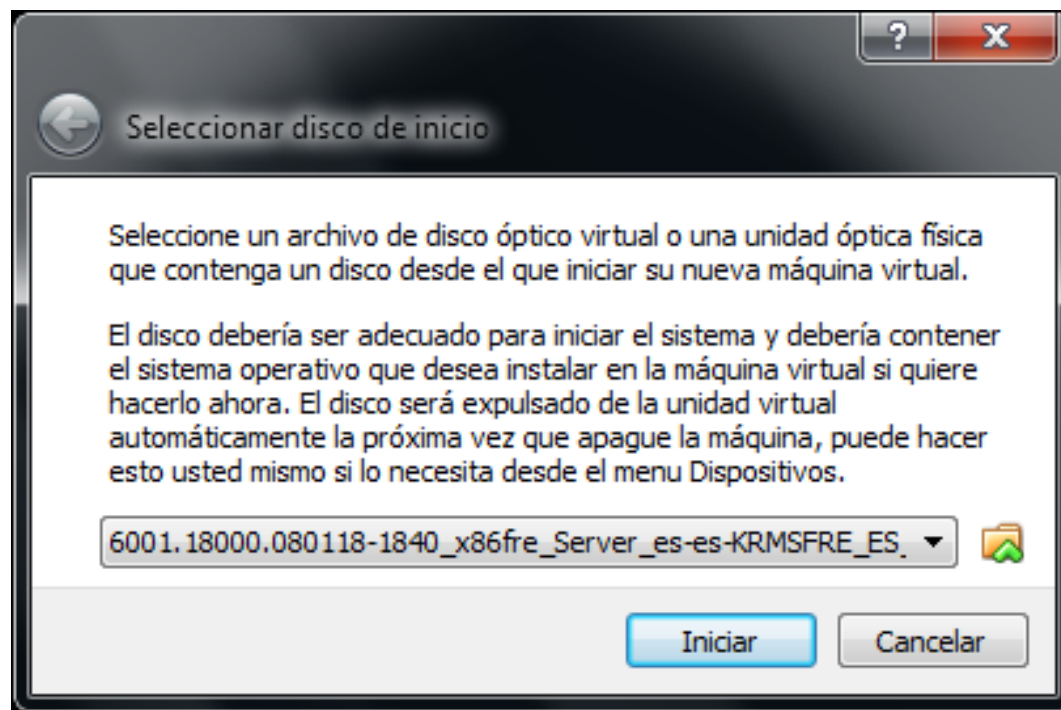 Seleccionar disco de inicio
Seleccione un archivo de disco óptico virtual o una unidad óptica física
que contenga un disco desde el que iniciar su nueva máquina virtual.
El disco debería ser adecuado para iniciar el sistema y debería contener
el sistema operativo que desea instalar en la máquina virtual si quiere
hacerlo ahora. El disco será expulsado de la unidad virtual
automáticamente la próxima vez que apague la máquina, puede hacer
esto usted mismo si lo necesita desde el menu Dispositivos.
6001.18000.080118-1840_x86fre_Server_es-es-KRMSFRE_ES_
Iniciar Cancelar